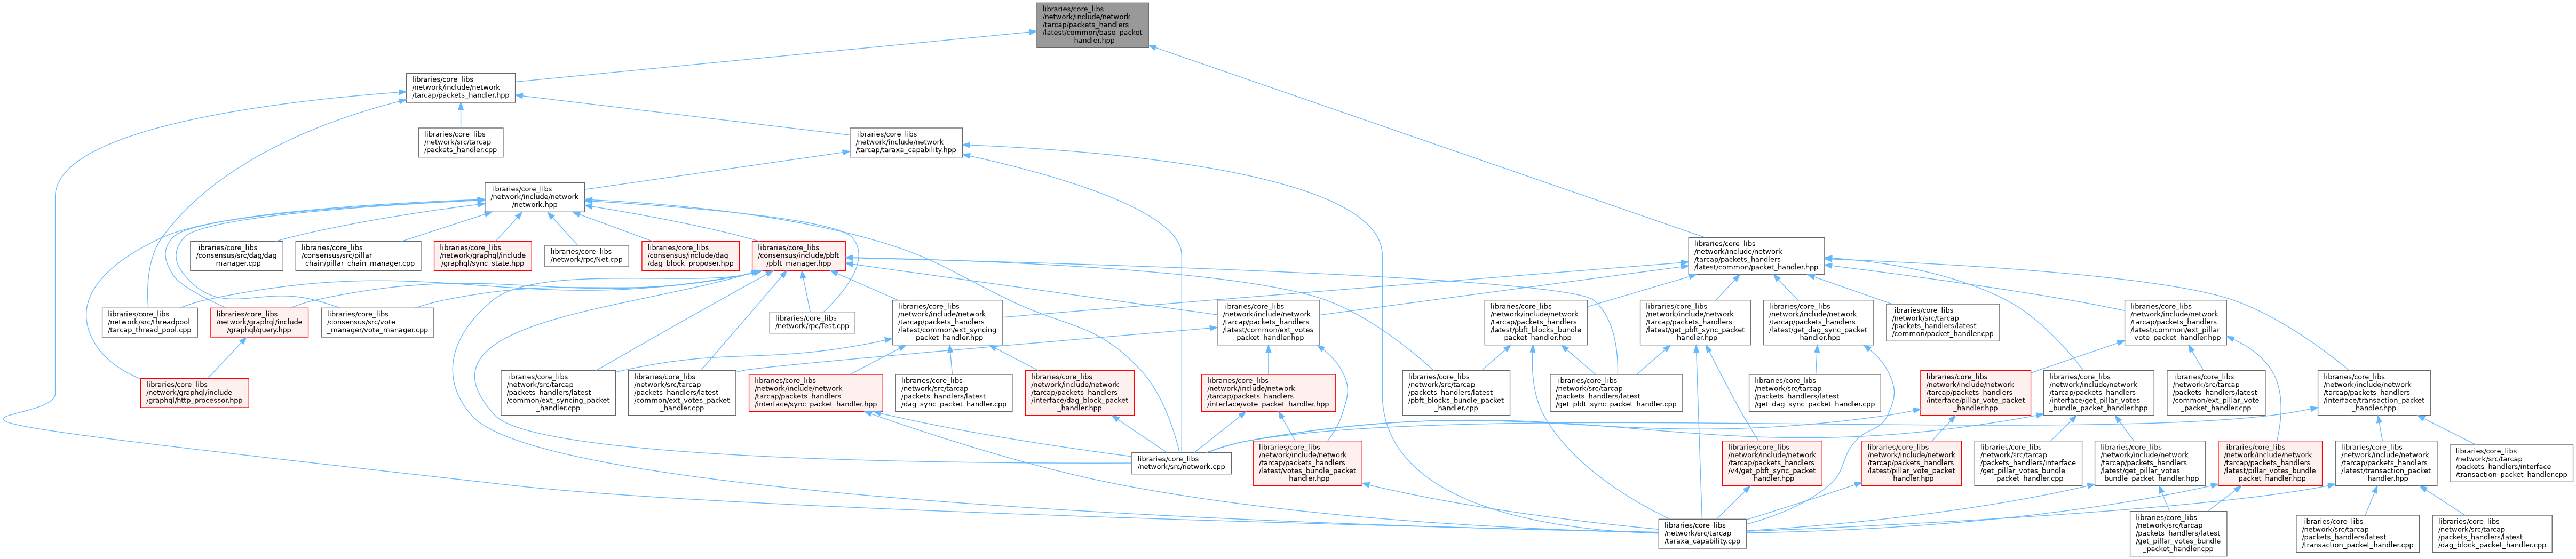 libraries/core_libs
/network/include/network
/tarcap/packets_handlers
/latest/common/base_packet
_handler.hpp
libraries/core_libs
/network/include/network
/tarcap/packets_handler.hpp
libraries/core_libs
/network/src/tarcap
/packets_handler.cpp
libraries/core_libs
/network/include/network
/tarcap/taraxa_capability.hpp
libraries/core_libs
/network/include/network
/network.hpp
libraries/core_libs
/consensus/src/dag/dag
_manager.cpp
libraries/core_libs
/consensus/src/pillar
_chain/pillar_chain_manager.cpp
libraries/core_libs
/network/graphql/include
/graphql/sync_state.hpp
libraries/core_libs
/network/rpc/Net.cpp
libraries/core_libs
/consensus/include/dag
/dag_block_proposer.hpp
libraries/core_libs
/consensus/include/pbft
/pbft_manager.hpp
libraries/core_libs
/network/include/network
/tarcap/packets_handlers
/latest/common/packet_handler.hpp
libraries/core_libs
/network/src/threadpool
/tarcap_thread_pool.cpp
libraries/core_libs
/network/graphql/include
/graphql/query.hpp
libraries/core_libs
/consensus/src/vote
_manager/vote_manager.cpp
libraries/core_libs
/network/rpc/Test.cpp
libraries/core_libs
/network/include/network
/tarcap/packets_handlers
/latest/common/ext_syncing
_packet_handler.hpp
libraries/core_libs
/network/include/network
/tarcap/packets_handlers
/latest/common/ext_votes
_packet_handler.hpp
libraries/core_libs
/network/include/network
/tarcap/packets_handlers
/latest/pbft_blocks_bundle
_packet_handler.hpp
libraries/core_libs
/network/include/network
/tarcap/packets_handlers
/latest/get_pbft_sync_packet
_handler.hpp
libraries/core_libs
/network/include/network
/tarcap/packets_handlers
/latest/get_dag_sync_packet
_handler.hpp
libraries/core_libs
/network/src/tarcap
/packets_handlers/latest
/common/packet_handler.cpp
libraries/core_libs
/network/include/network
/tarcap/packets_handlers
/latest/common/ext_pillar
_vote_packet_handler.hpp
libraries/core_libs
/network/graphql/include
/graphql/http_processor.hpp
libraries/core_libs
/network/src/tarcap
/packets_handlers/latest
/common/ext_syncing_packet
_handler.cpp
libraries/core_libs
/network/src/tarcap
/packets_handlers/latest
/common/ext_votes_packet
_handler.cpp
libraries/core_libs
/network/include/network
/tarcap/packets_handlers
/interface/sync_packet_handler.hpp
libraries/core_libs
/network/src/tarcap
/packets_handlers/latest
/dag_sync_packet_handler.cpp
libraries/core_libs
/network/include/network
/tarcap/packets_handlers
/interface/dag_block_packet
_handler.hpp
libraries/core_libs
/network/include/network
/tarcap/packets_handlers
/interface/vote_packet_handler.hpp
libraries/core_libs
/network/src/tarcap
/packets_handlers/latest
/pbft_blocks_bundle_packet
_handler.cpp
libraries/core_libs
/network/src/tarcap
/packets_handlers/latest
/get_pbft_sync_packet_handler.cpp
libraries/core_libs
/network/src/tarcap
/packets_handlers/latest
/get_dag_sync_packet_handler.cpp
libraries/core_libs
/network/include/network
/tarcap/packets_handlers
/interface/pillar_vote_packet
_handler.hpp
libraries/core_libs
/network/include/network
/tarcap/packets_handlers
/interface/get_pillar_votes
_bundle_packet_handler.hpp
libraries/core_libs
/network/src/tarcap
/packets_handlers/latest
/common/ext_pillar_vote
_packet_handler.cpp
libraries/core_libs
/network/include/network
/tarcap/packets_handlers
/interface/transaction_packet
_handler.hpp
libraries/core_libs
/network/src/network.cpp
libraries/core_libs
/network/include/network
/tarcap/packets_handlers
/latest/votes_bundle_packet
_handler.hpp
libraries/core_libs
/network/include/network
/tarcap/packets_handlers
/v4/get_pbft_sync_packet
_handler.hpp
libraries/core_libs
/network/include/network
/tarcap/packets_handlers
/latest/pillar_vote_packet
_handler.hpp
libraries/core_libs
/network/src/tarcap
/packets_handlers/interface
/get_pillar_votes_bundle
_packet_handler.cpp
libraries/core_libs
/network/include/network
/tarcap/packets_handlers
/latest/get_pillar_votes
_bundle_packet_handler.hpp
libraries/core_libs
/network/include/network
/tarcap/packets_handlers
/latest/pillar_votes_bundle
_packet_handler.hpp
libraries/core_libs
/network/include/network
/tarcap/packets_handlers
/latest/transaction_packet
_handler.hpp
libraries/core_libs
/network/src/tarcap
/packets_handlers/interface
/transaction_packet_handler.cpp
libraries/core_libs
/network/src/tarcap
/taraxa_capability.cpp
libraries/core_libs
/network/src/tarcap
/packets_handlers/latest
/get_pillar_votes_bundle
_packet_handler.cpp
libraries/core_libs
/network/src/tarcap
/packets_handlers/latest
/transaction_packet_handler.cpp
libraries/core_libs
/network/src/tarcap
/packets_handlers/latest
/dag_block_packet_handler.cpp